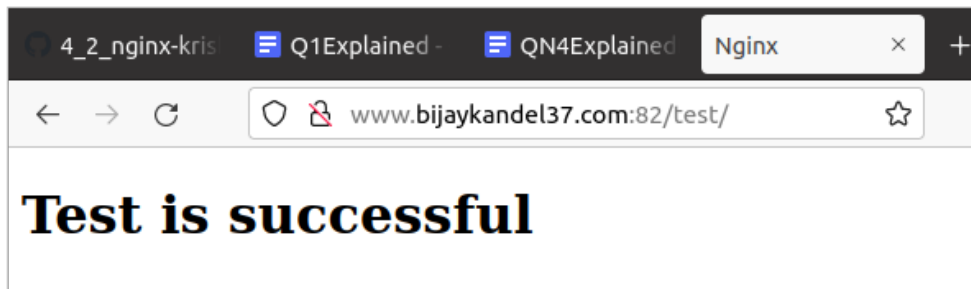 4_2_nginx-kris
Q1Explained -
QN4Explained
Nginx
www.bijaykandel37.com:82/test/
Test is successful